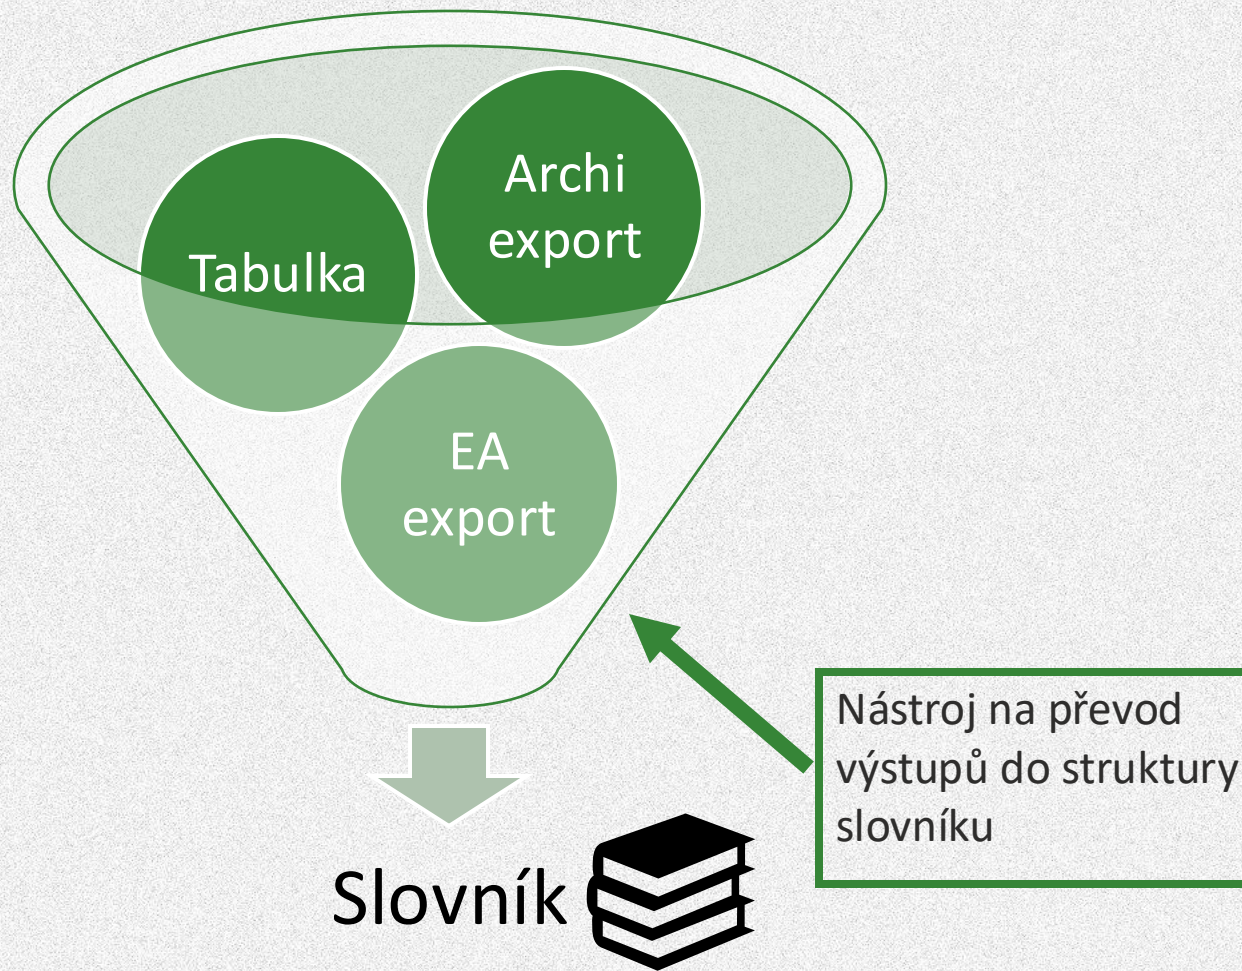 Archi
export
Tabulka
EA
export
Nástroj na převod
výstupů do struktury
slovníku
Slovník